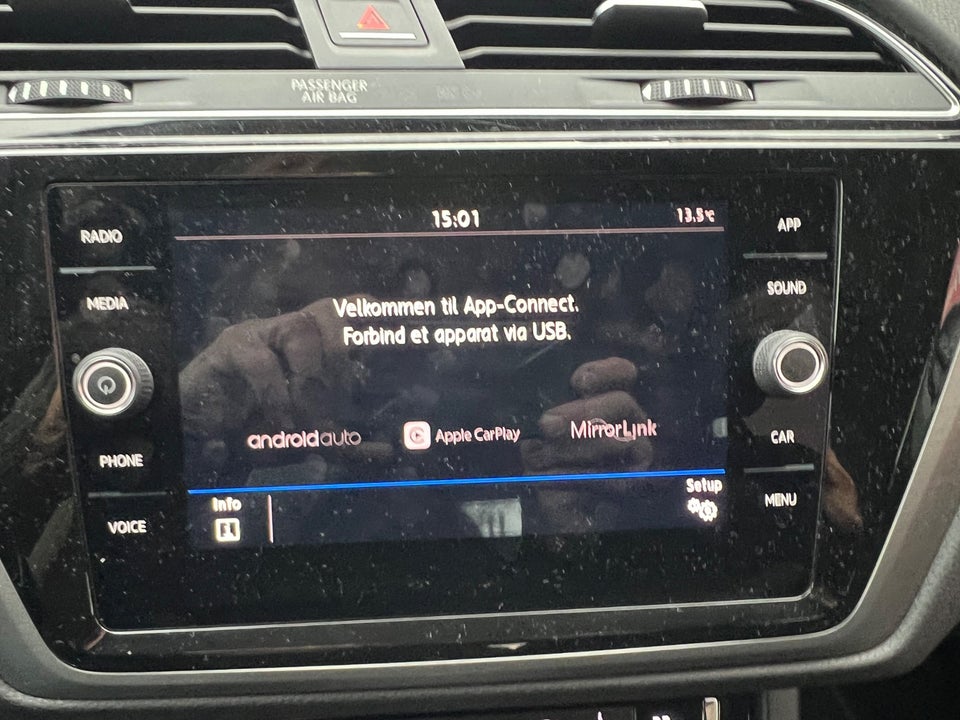 PASSENGER
AIR BAG
RADIO
MEDIA
PHONE
VOICE
15:01
13.5°C
Velkommen til App-Connect.
Forbind et apparat via USB.
androidauto
Apple CarPlay
MirrorLink
Info
Setup
APP
SOUND
CAR
MENU